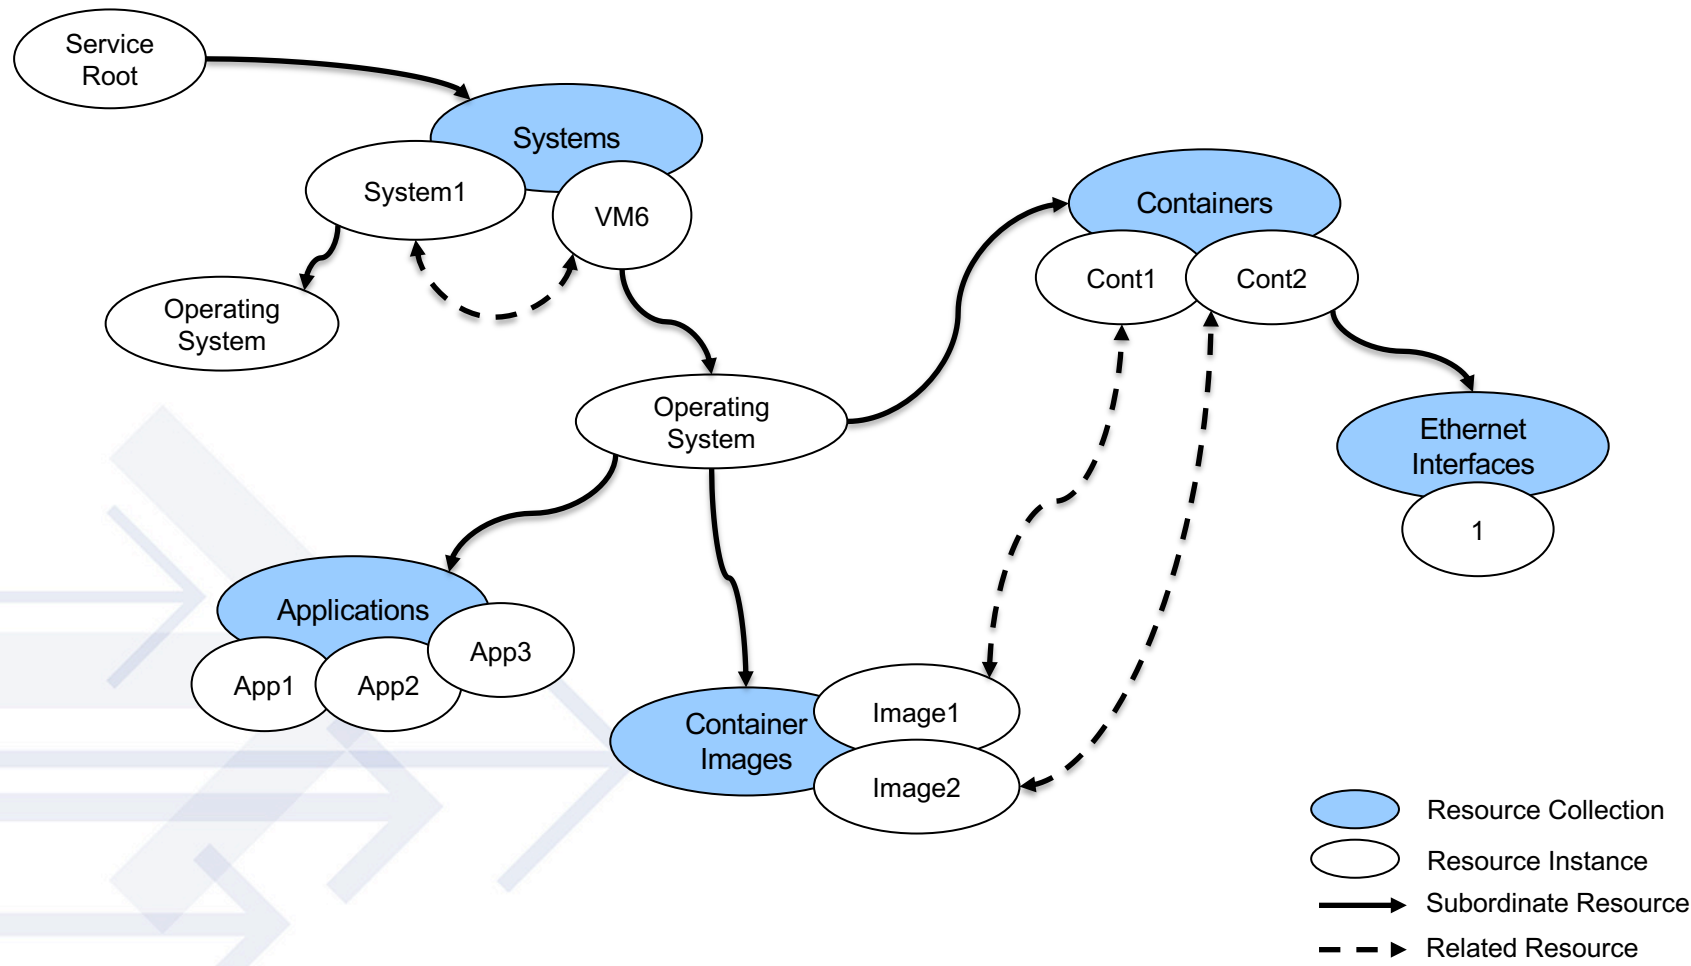 Service
Root
Systems
System1
VM6
Operating
System
Containers
Cont1
Cont2
Operating
System
Ethernet
Interfaces
1
Applications
App1
App2
App3
Container
Images
Image1
Image2
Resource Collection
Resource Instance
Subordinate Resource
Related Resource